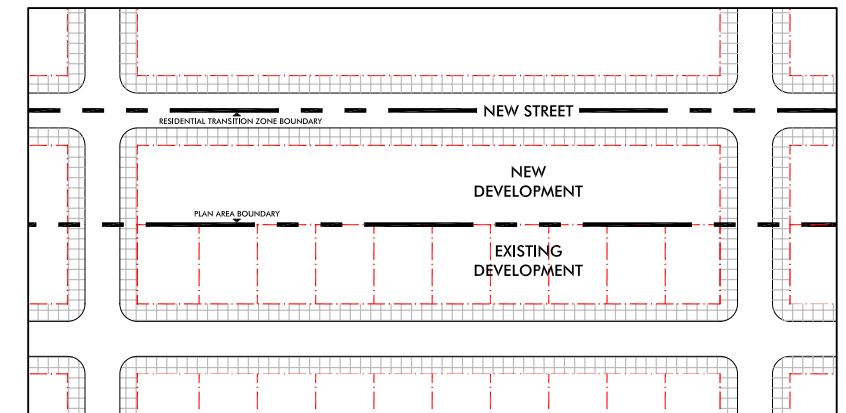 NEW STREET
RESIDENTIAL TRANSITION ZONE BOUNDARY
NEW
DEVELOPMENT
PLAN AREA BOUNDARY
EXISTING
DEVELOPMENT